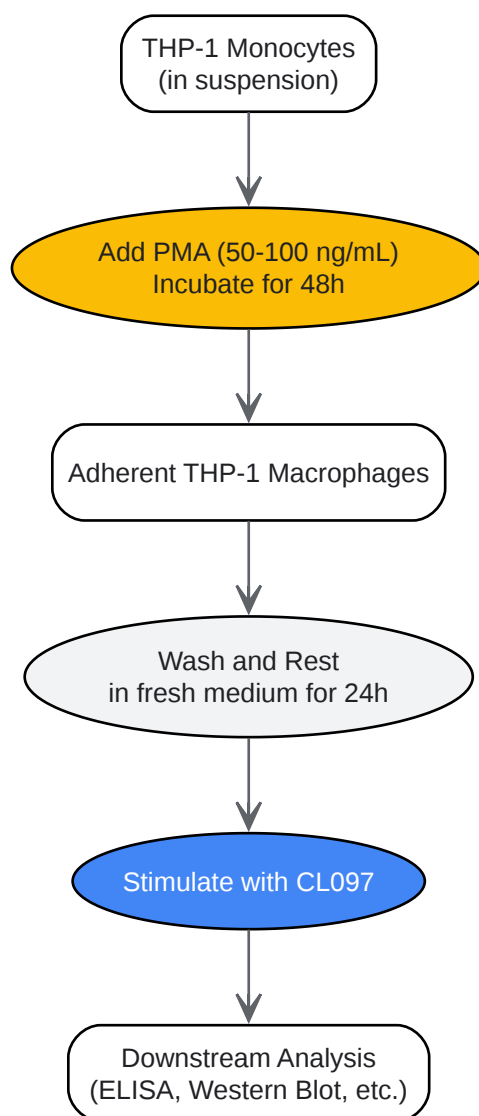 THP-1 Monocytes
(in suspension)
Add PMA (50-100 ng/mL)
Incubate for 48h
Adherent THP-1 Macrophages
Wash and Rest
in fresh medium for 24h
Stimulate with CL097
Downstream Analysis
(ELISA, Western Blot, etc.)